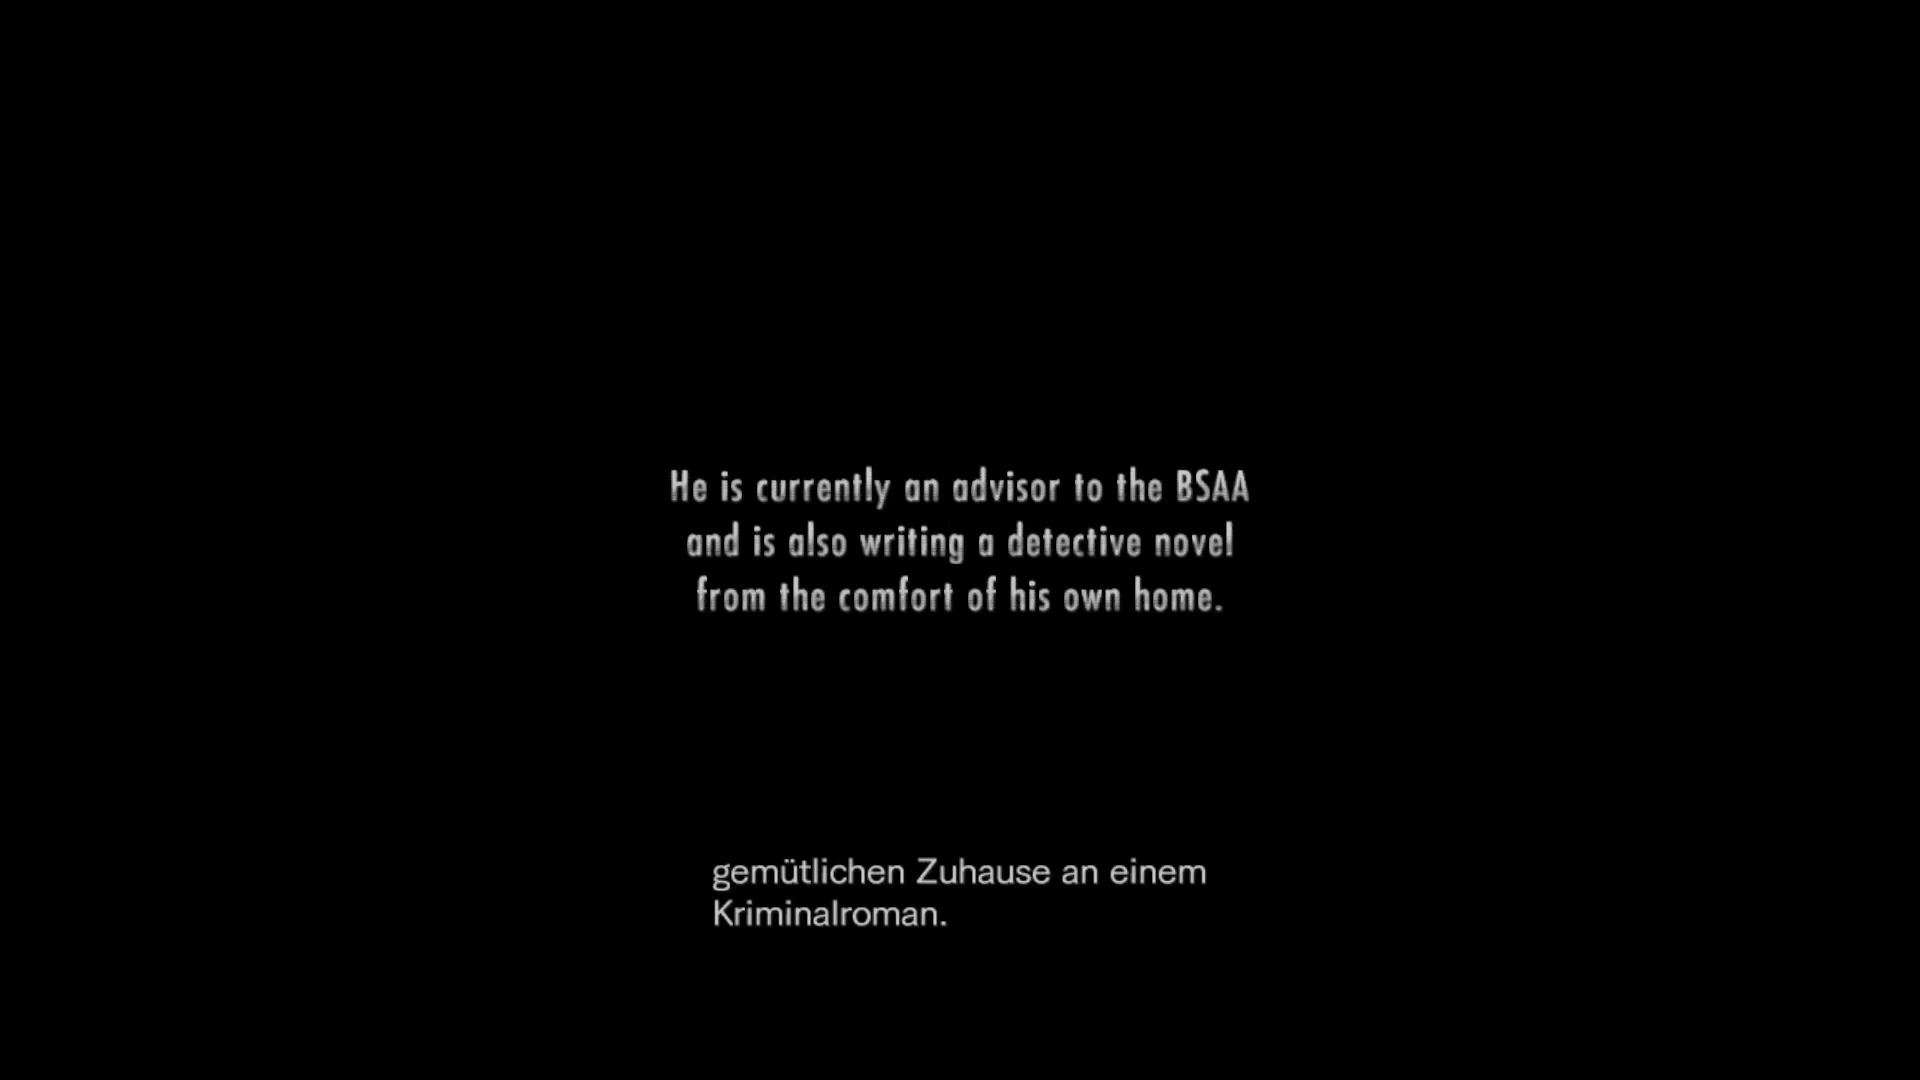 He is currently an advisor to the BSAA
and is also writing a detective novel
from the comfort of his own home.
gemütlichen Zuhause an einem
Kriminalroman.